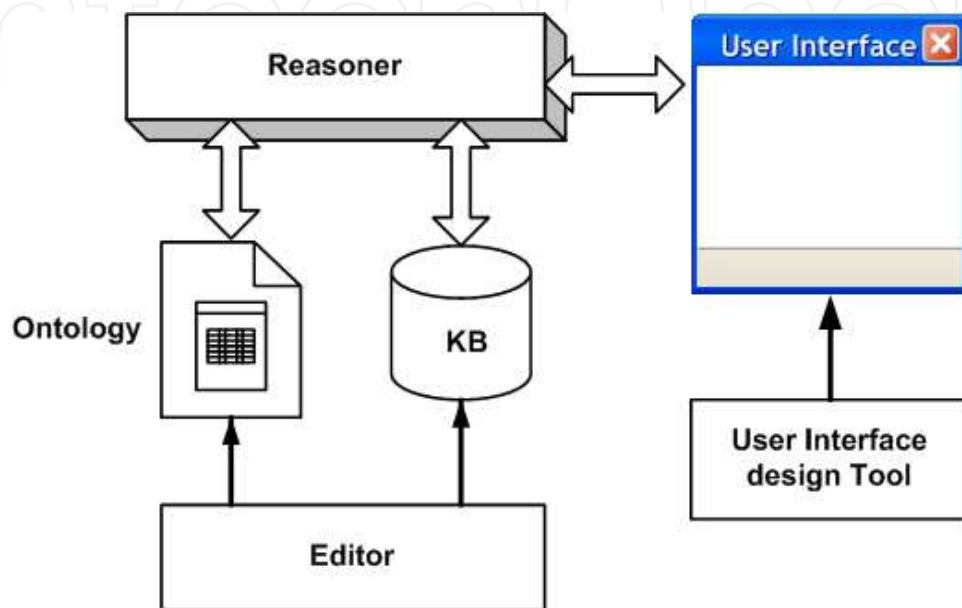 Reasoner
User Interface
Ontology
KB
User Interface
design Tool
Editor